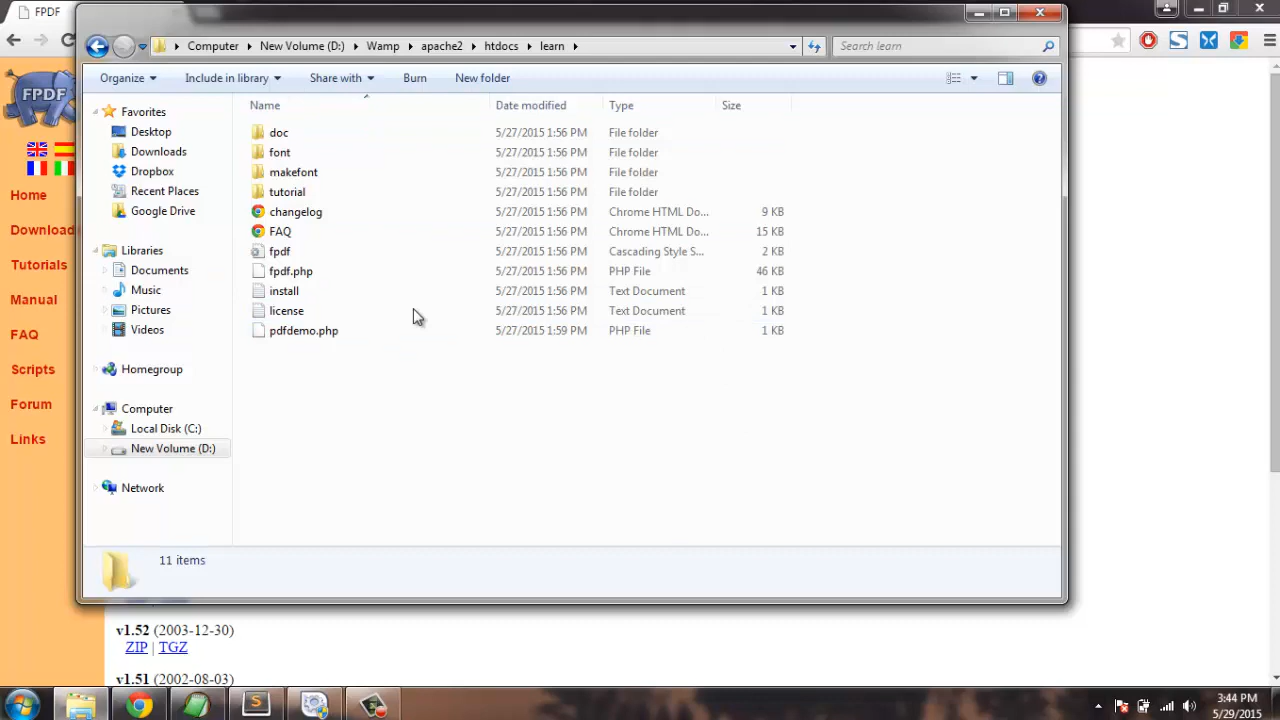 FPDF
Computer New Volume (D:) Wamp apache2 htdocs learn
Search learn
Organize Include in library Share with Burn New folder
FPDF
Home
Download
Tutorials
Manual
FAQ
Scripts
Forum
Links
Favorites
Desktop
Downloads
Dropbox
Recent Places
Google Drive
Libraries
Documents
Music
Pictures
Videos
Homegroup
Computer
Local Disk (C:)
New Volume (D:)
Network
Name Date modified Type Size
doc 5/27/2015 1:56 PM File folder
font 5/27/2015 1:56 PM File folder
makefont 5/27/2015 1:56 PM File folder
tutorial 5/27/2015 1:56 PM File folder
changelog 5/27/2015 1:56 PM Chrome HTML Do... 9 KB
FAQ 5/27/2015 1:56 PM Chrome HTML Do... 15 KB
fpdf 5/27/2015 1:56 PM Cascading Style S... 2 KB
fpdf.php 5/27/2015 1:56 PM PHP File 46 KB
install 5/27/2015 1:56 PM Text Document 1 KB
license 5/27/2015 1:56 PM Text Document 1 KB
pdfdemo.php 5/27/2015 1:59 PM PHP File 1 KB
11 items
v1.52 (2003-12-30)
ZIP | TGZ
v1.51 (2002-08-03)
3:44 PM
5/29/2015